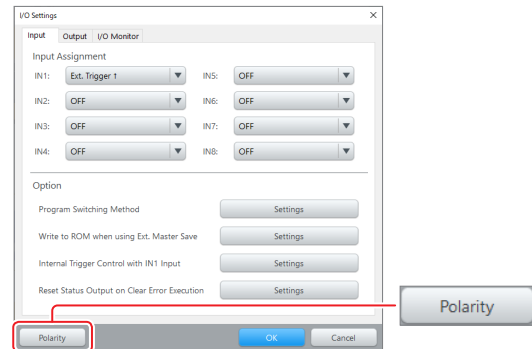 I/O Settings
Input Output I/O Monitor
Input Assignment
IN1: Ext. Trigger ↑ IN5: OFF
IN2: OFF IN6: OFF
IN3: OFF IN7: OFF
IN4: OFF IN8: OFF
Option
Program Switching Method Settings
Write to ROM when using Ext. Master Save Settings
Internal Trigger Control with IN1 Input Settings
Reset Status Output on Clear Error Execution Settings
Polarity
Polarity OK Cancel